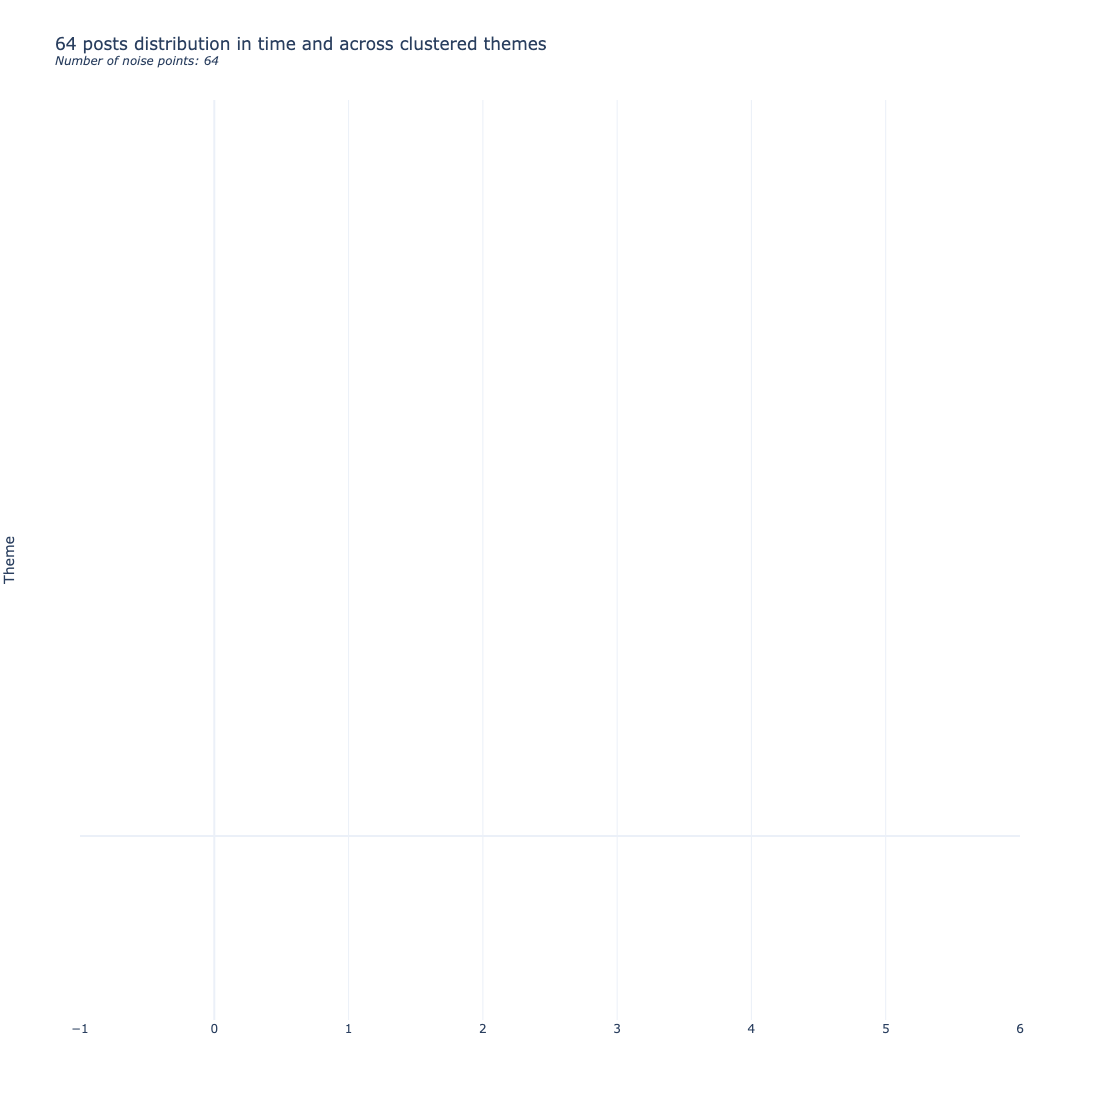 64 posts distribution in time and across clustered themes
Number of noise points: 64
Theme
−1 0 1 2 3 4 5 6